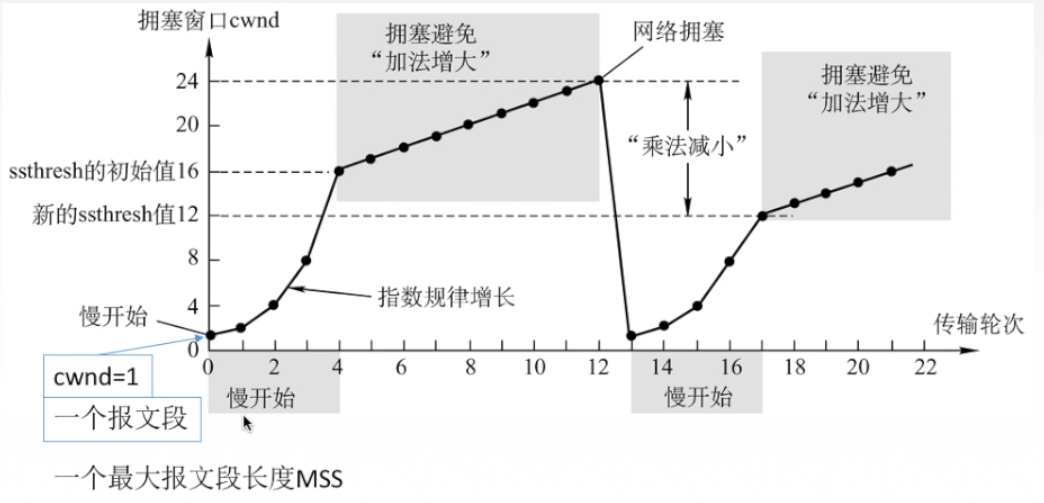 拥塞窗口cwnd
拥塞避免
“加法增大”
网络拥塞
拥塞避免
“加法增大”
24
20
“乘法减小”
ssthresh的初始值16
新的ssthresh值12
8
指数规律增长
4
慢开始
传输轮次
0
0 2 4 6 8 10 12 14 16 18 20 22
cwnd=1
慢开始
慢开始
一个报文段
一个最大报文段长度MSS